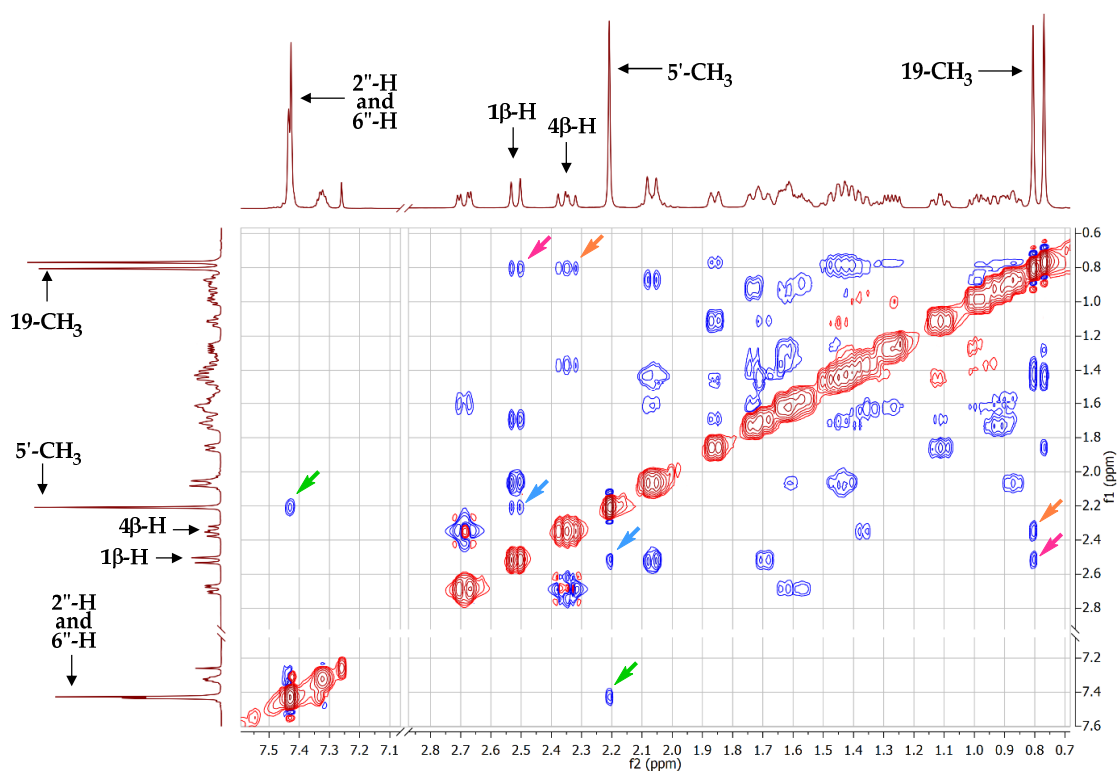 2"-H
and
6"-H
1β-H
4β-H
5'-CH3
19-CH3
19-CH3
5'-CH3
4β-H
1β-H
2"-H
and
6"-H
0.6
0.8
1.0
1.2
1.4
1.6
1.8
2.0
2.2
2.4
2.6
2.8
7.2
7.4
7.6
f1 (ppm)
7.5 7.4 7.3 7.2 7.1 2.8 2.7 2.6 2.5 2.4 2.3 2.2 2.1 2.0 1.9 1.8 1.7 1.6 1.5 1.4 1.3 1.2 1.1 1.0 0.9 0.8 0.7
f2 (ppm)